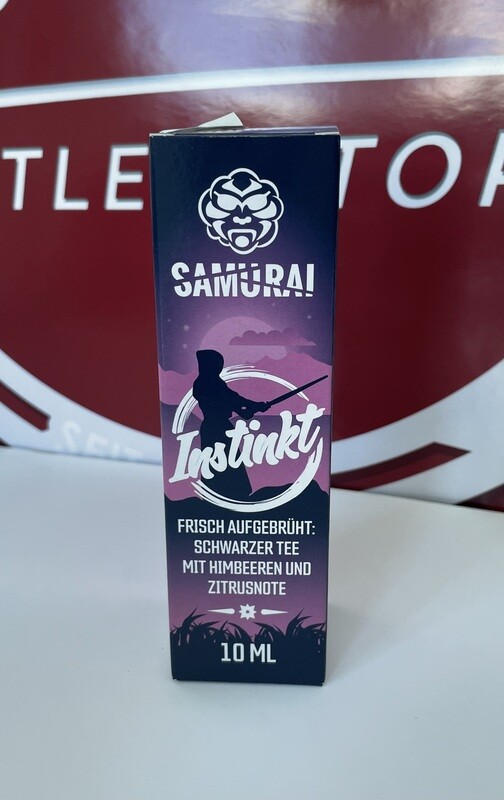 SAMURAI
Instinkt
FRISCH AUFGEBRÜHT:
SCHWARZER TEE
MIT HIMBEEREN UND
ZITRUSNOTE
10 ML